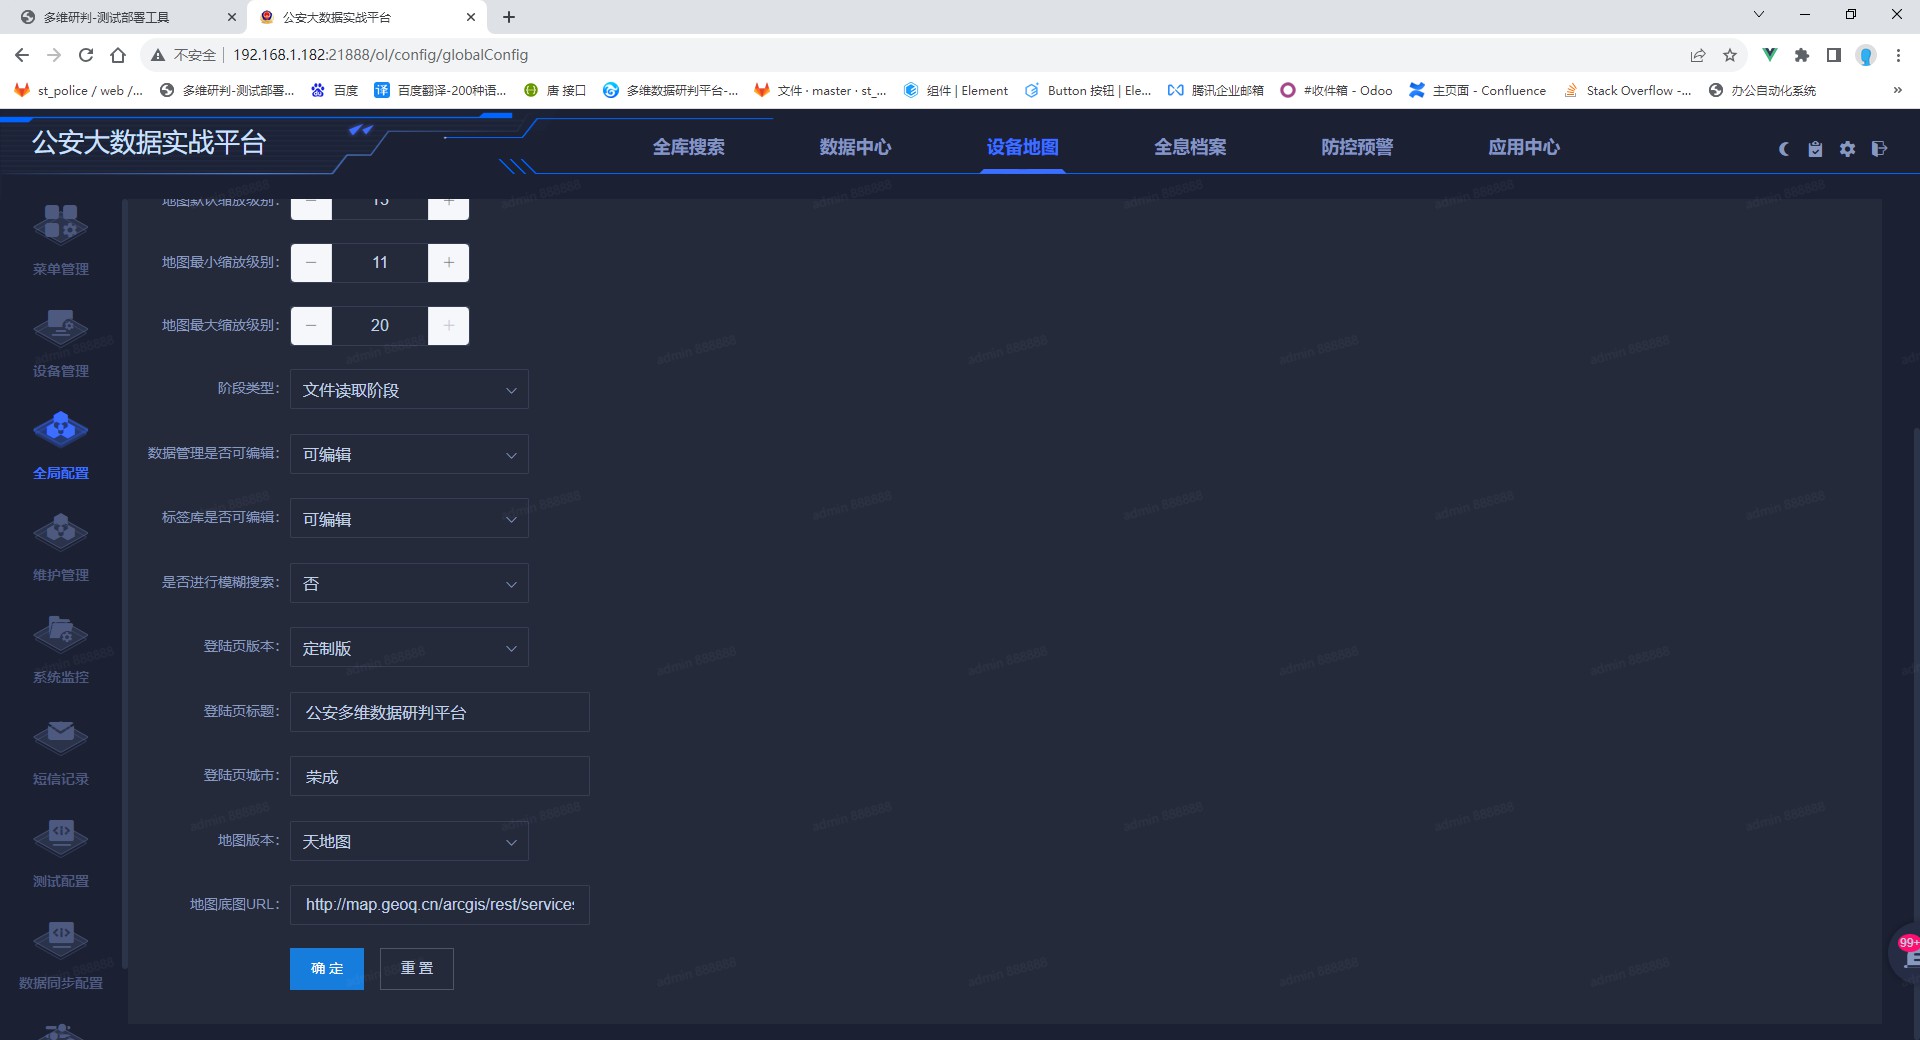 多维研判-测试部署工具
公安大数据实战平台
不安全
192.168.1.182:21888/ol/config/globalConfig
st_police / web /...
多维研判-测试部署...
百度
百度翻译-200种语...
唐 接口
多维数据研判平台-...
文件 · master · st_...
组件 | Element
Button 按钮 | Ele...
腾讯企业邮箱
#收件箱 - Odoo
主页面 - Confluence
Stack Overflow -...
办公自动化系统
公安大数据实战平台
全库搜索
数据中心
设备地图
全息档案
防控预警
应用中心
菜单管理
设备管理
全局配置
维护管理
系统监控
短信记录
测试配置
数据同步配置
地图默认缩放级别: 15
地图最小缩放级别: 11
地图最大缩放级别: 20
阶段类型: 文件读取阶段
数据管理是否可编辑: 可编辑
标签库是否可编辑: 可编辑
是否进行模糊搜索: 否
登陆页版本: 定制版
登陆页标题: 公安多维数据研判平台
登陆页城市: 荣成
地图版本: 天地图
地图底图URL: http://map.geoq.cn/arcgis/rest/services
确 定
重 置
99+
admin 888888